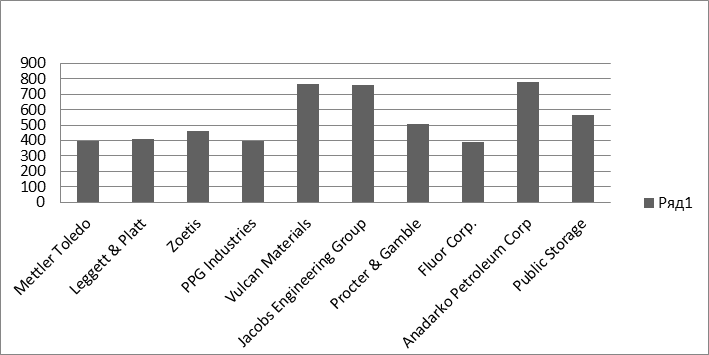 900
800
700
600
500
400
300
200
100
0
Mettler Toledo
Leggett & Platt
Zoetis
PPG Industries
Vulcan Materials
Jacobs Engineering Group
Procter & Gamble
Fluor Corp.
Anadarko Petroleum Corp
Public Storage
Ряд1